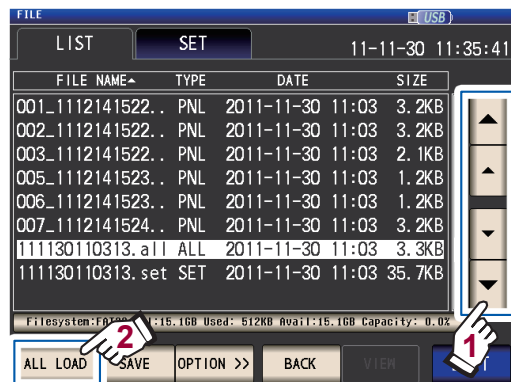 FILE USB
LIST SET 11-11-30 11:35:41
FILE NAME▲ TYPE DATE SIZE
001_1112141522.. PNL 2011-11-30 11:03 3.2KB
002_1112141522.. PNL 2011-11-30 11:03 3.2KB
003_1112141522.. PNL 2011-11-30 11:03 2.1KB
005_1112141523.. PNL 2011-11-30 11:03 1.2KB
006_1112141523.. PNL 2011-11-30 11:03 1.2KB
007_1112141524.. PNL 2011-11-30 11:03 3.2KB
111130110313.all ALL 2011-11-30 11:03 3.3KB
111130110313.set SET 2011-11-30 11:03 35.7KB
15.1GB Used: 512KB Avail:15.1GB Capacity: 0.0%
2
1
ALL LOAD SAVE OPTION >> BACK VIEW